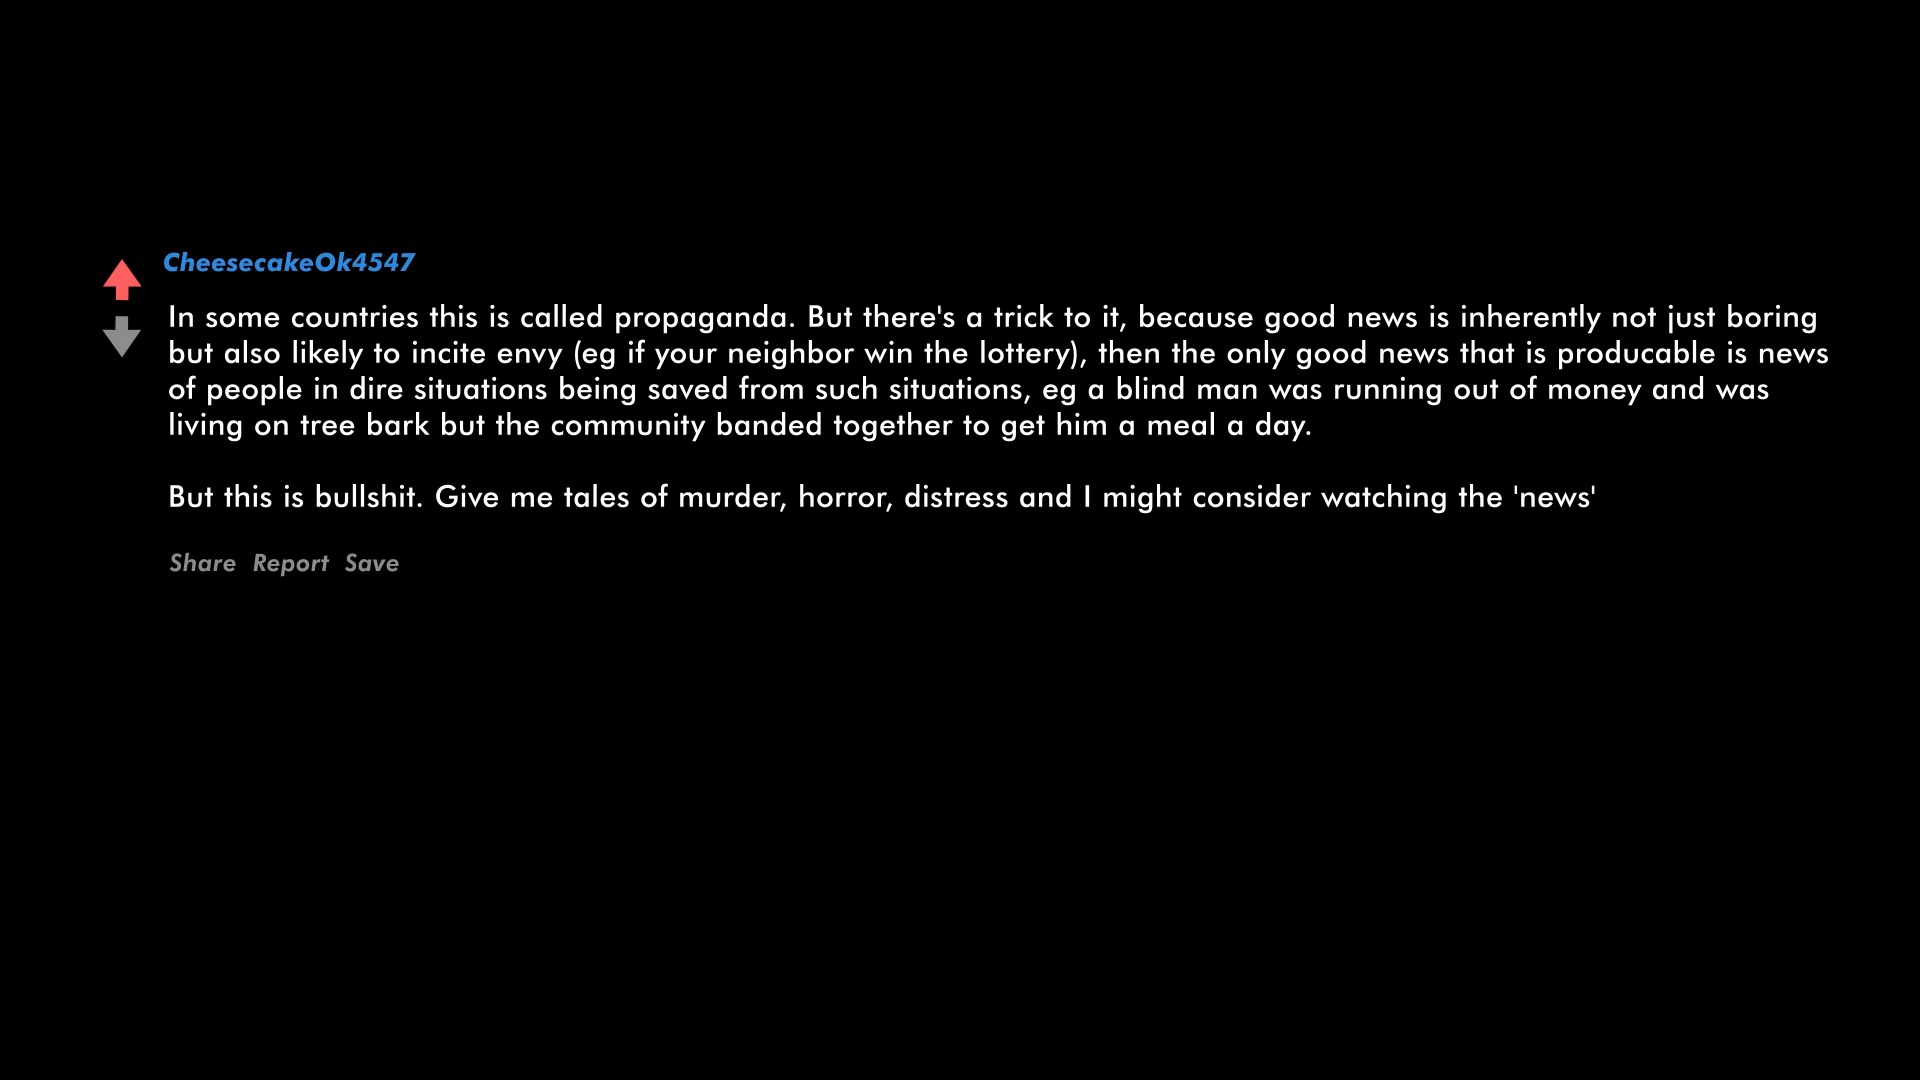 CheesecakeOk4547
In some countries this is called propaganda. But there's a trick to it, because good news is inherently not just boring
but also likely to incite envy (eg if your neighbor win the lottery), then the only good news that is producable is news
of people in dire situations being saved from such situations, eg a blind man was running out of money and was
living on tree bark but the community banded together to get him a meal a day.
But this is bullshit. Give me tales of murder, horror, distress and I might consider watching the 'news'
Share Report Save